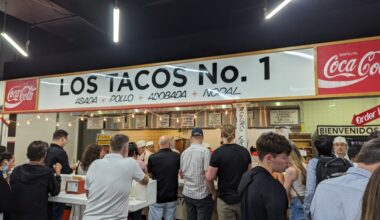 LOS TACOS No. 1
ASADA + POLLO + ADOBADA + NOPAL
Coca-Cola
Coca-Cola
Order
BIENVENIDOS